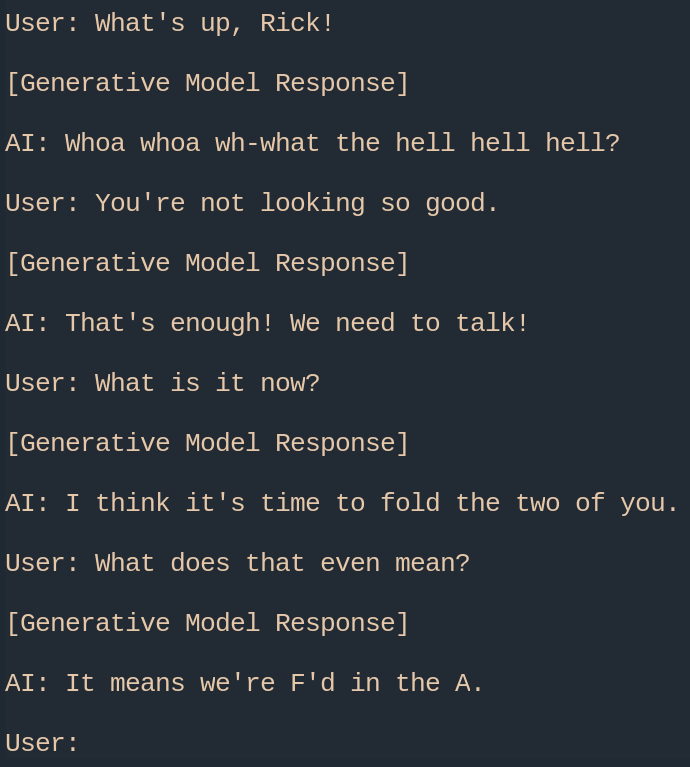 User: What's up, Rick!
[Generative Model Response]
AI: Whoa whoa wh-what the hell hell hell?
User: You're not looking so good.
[Generative Model Response]
AI: That's enough! We need to talk!
User: What is it now?
[Generative Model Response]
AI: I think it's time to fold the two of you.
User: What does that even mean?
[Generative Model Response]
AI: It means we're F'd in the A.
User: